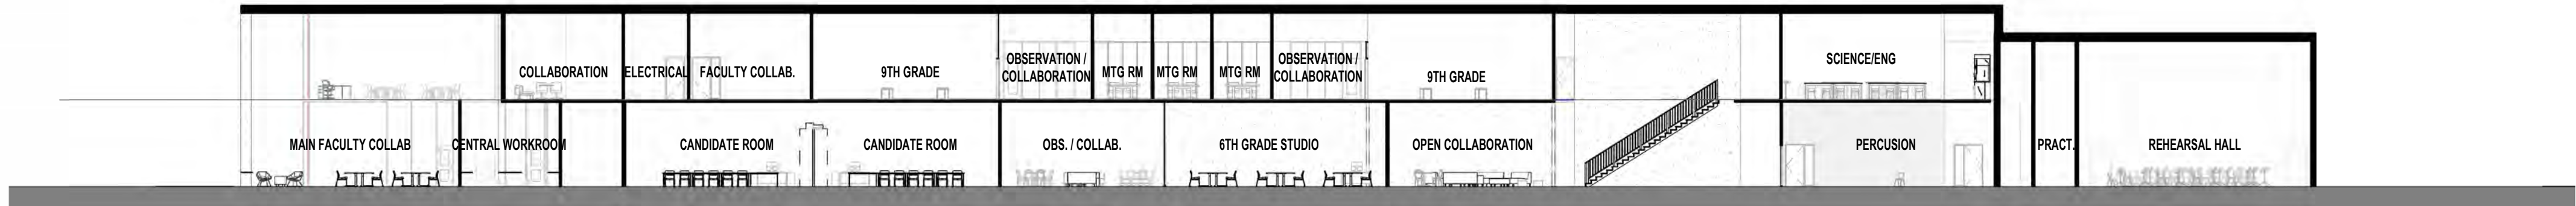 COLLABORATION
ELECTRICAL
FACULTY COLLAB.
9TH GRADE
OBSERVATION /
COLLABORATION
MTG RM
MTG RM
MTG RM
OBSERVATION /
COLLABORATION
9TH GRADE
SCIENCE/ENG
MAIN FACULTY COLLAB
CENTRAL WORKROOM
CANDIDATE ROOM
CANDIDATE ROOM
OBS. / COLLAB.
6TH GRADE STUDIO
OPEN COLLABORATION
PERCUSION
PRACT.
REHEARSAL HALL